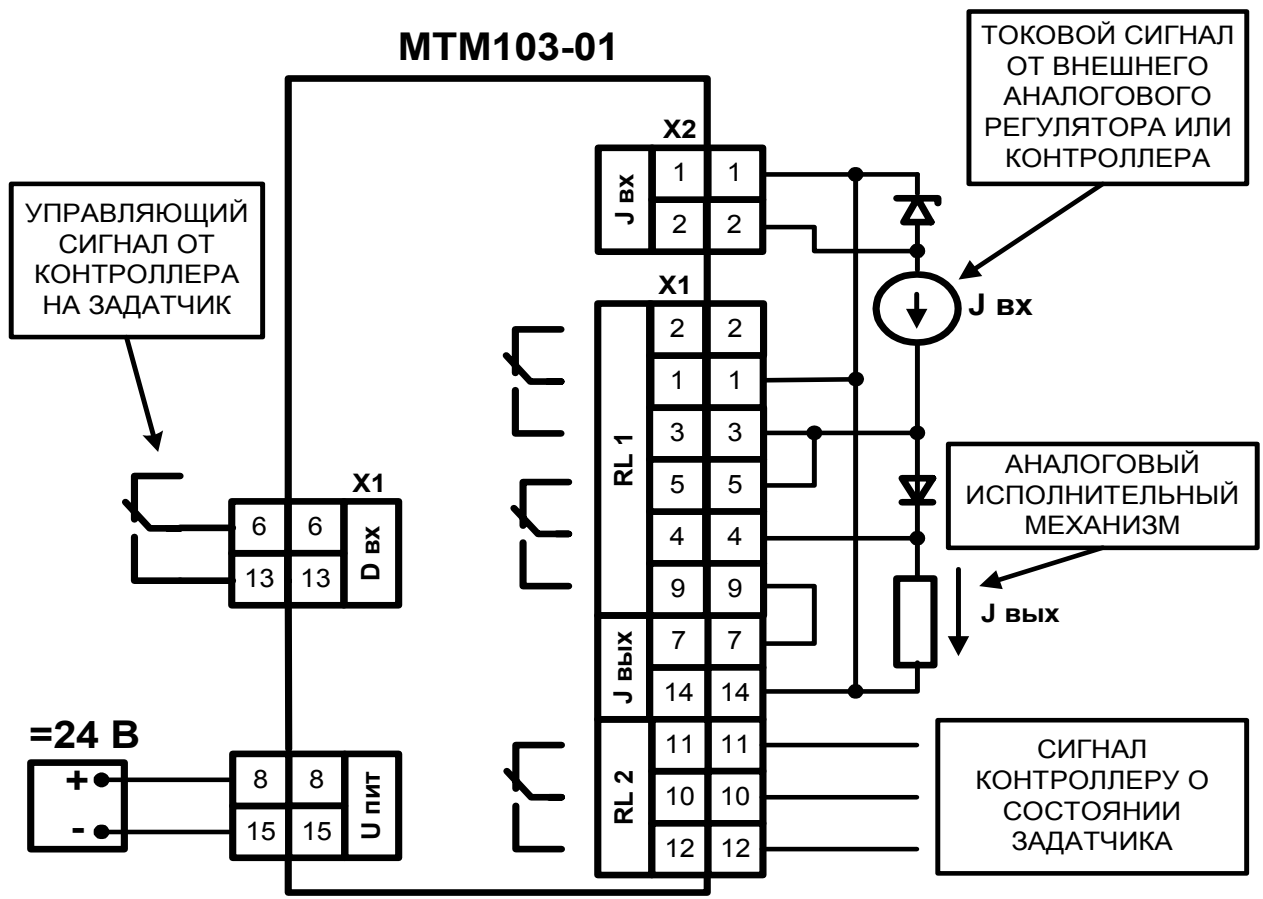 МТМ103-01
ТОКОВОЙ СИГНАЛ
ОТ ВНЕШНЕГО
АНАЛОГОВОГО
РЕГУЛЯТОРА ИЛИ
КОНТРОЛЛЕРА
УПРАВЛЯЮЩИЙ
СИГНАЛ ОТ
КОНТРОЛЛЕРА
НА ЗАДАТЧИК
X2
J вх
1 1
2 2
J вх
X1
RL 1
2 2
1 1
3 3
5 5
4 4
9 9
АНАЛОГОВЫЙ
ИСПОЛНИТЕЛЬНЫЙ
МЕХАНИЗМ
J вых
X1
6 6
13 13
D вх
J вых
7 7
14 14
=24 В
+
-
8 8
15 15
U пит
RL 2
11 11
10 10
12 12
СИГНАЛ
КОНТРОЛЛЕРУ О
СОСТОЯНИИ
ЗАДАТЧИКА